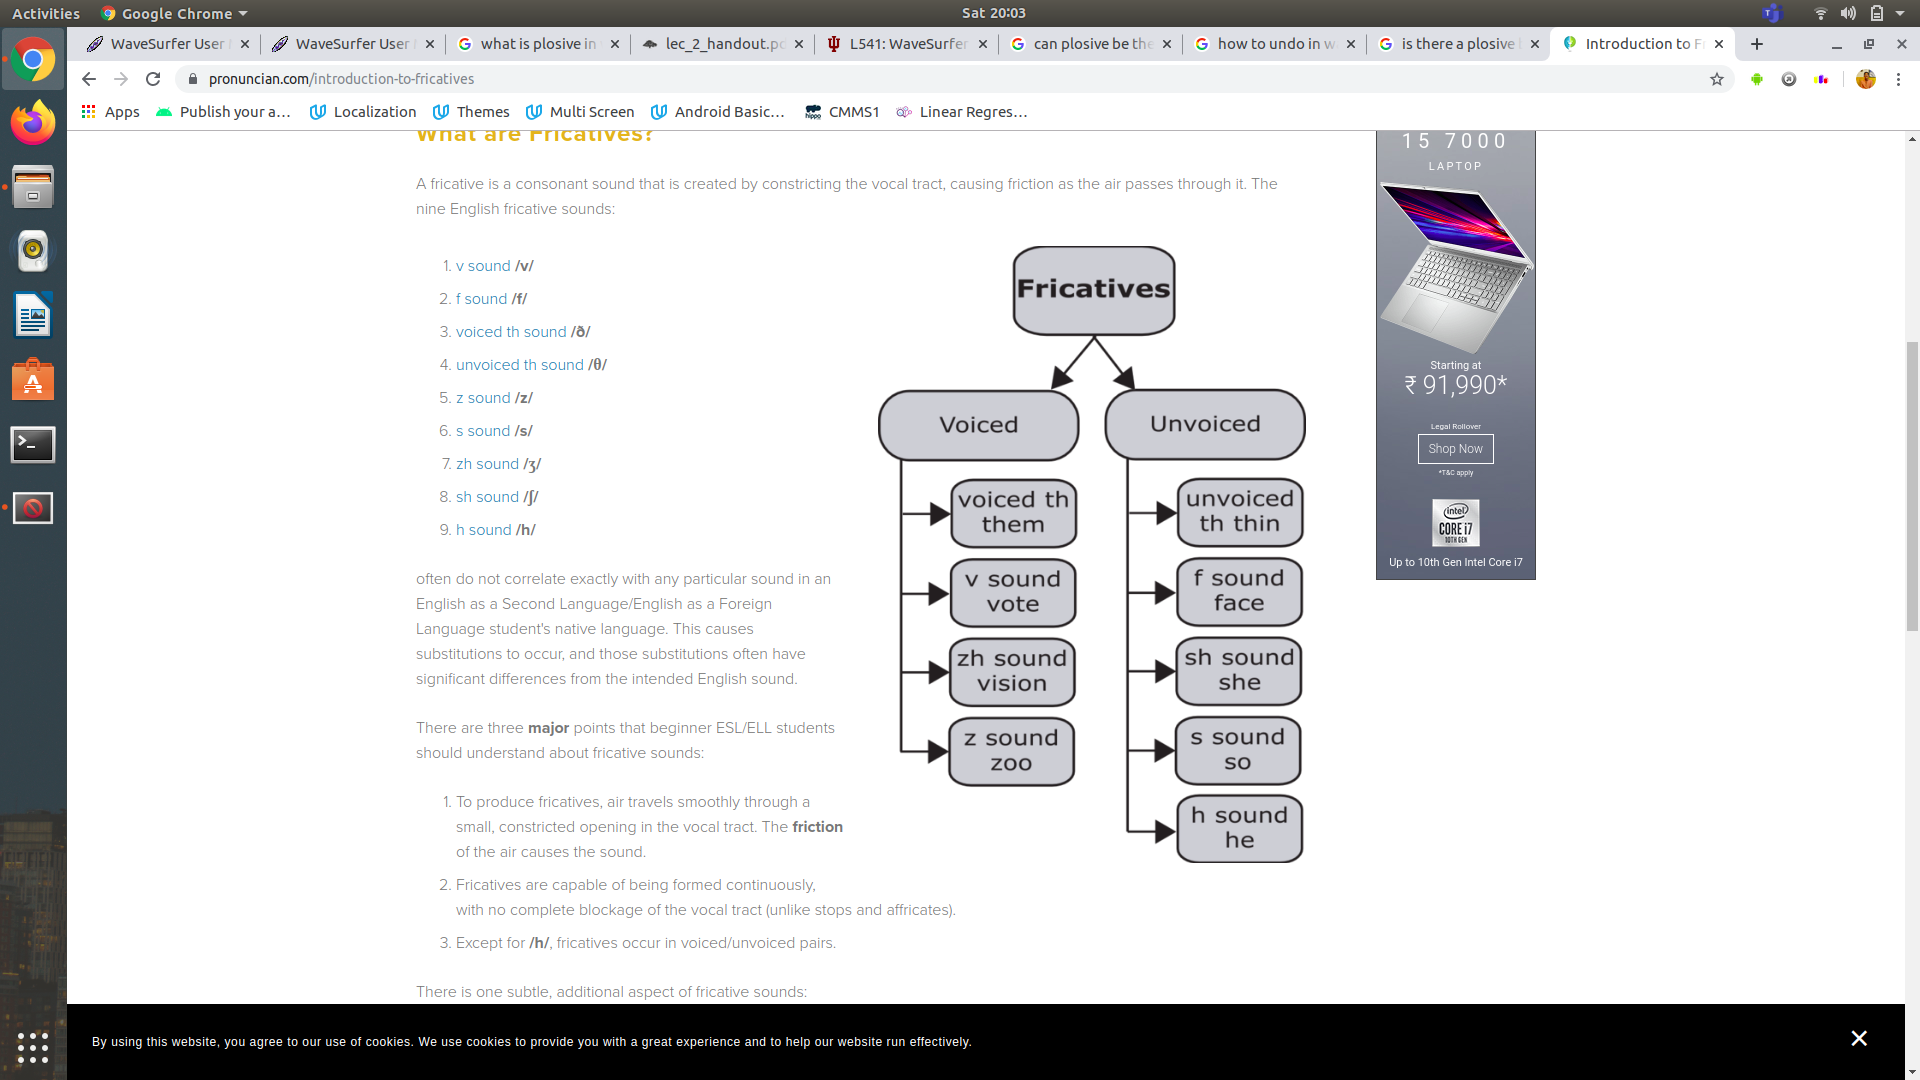 Activities
Google Chrome
Sat 20:03
WaveSurfer User
WaveSurfer User
what is plosive in
lec_2_handout.pd
L541: WaveSurfer
can plosive be the
how to undo in w
is there a plosive
Introduction to F
pronuncian.com/introduction-to-fricatives
Apps
Publish your a...
Localization
Themes
Multi Screen
Android Basic...
CMMS1
Linear Regres...
What are Fricatives?
A fricative is a consonant sound that is created by constricting the vocal tract, causing friction as the air passes through it. The
nine English fricative sounds:
1. v sound /v/
2. f sound /f/
3. voiced th sound /ð/
4. unvoiced th sound /θ/
5. z sound /z/
6. s sound /s/
7. zh sound /ʒ/
8. sh sound /ʃ/
9. h sound /h/
often do not correlate exactly with any particular sound in an
English as a Second Language/English as a Foreign
Language student's native language. This causes
substitutions to occur, and those substitutions often have
significant differences from the intended English sound.
There are three major points that beginner ESL/ELL students
should understand about fricative sounds:
1. To produce fricatives, air travels smoothly through a
small, constricted opening in the vocal tract. The friction
of the air causes the sound.
2. Fricatives are capable of being formed continuously,
with no complete blockage of the vocal tract (unlike stops and affricates).
3. Except for /h/, fricatives occur in voiced/unvoiced pairs.
There is one subtle, additional aspect of fricative sounds:
Fricatives
Voiced
Unvoiced
voiced th
them
v sound
vote
zh sound
vision
z sound
zoo
unvoiced
th thin
f sound
face
sh sound
she
s sound
so
h sound
he
15 7000
LAPTOP
Starting at
₹ 91,990*
Legal Rollover
Shop Now
*T&C apply
intel
CORE i7
10TH GEN
Up to 10th Gen Intel Core i7
By using this website, you agree to our use of cookies. We use cookies to provide you with a great experience and to help our website run effectively.